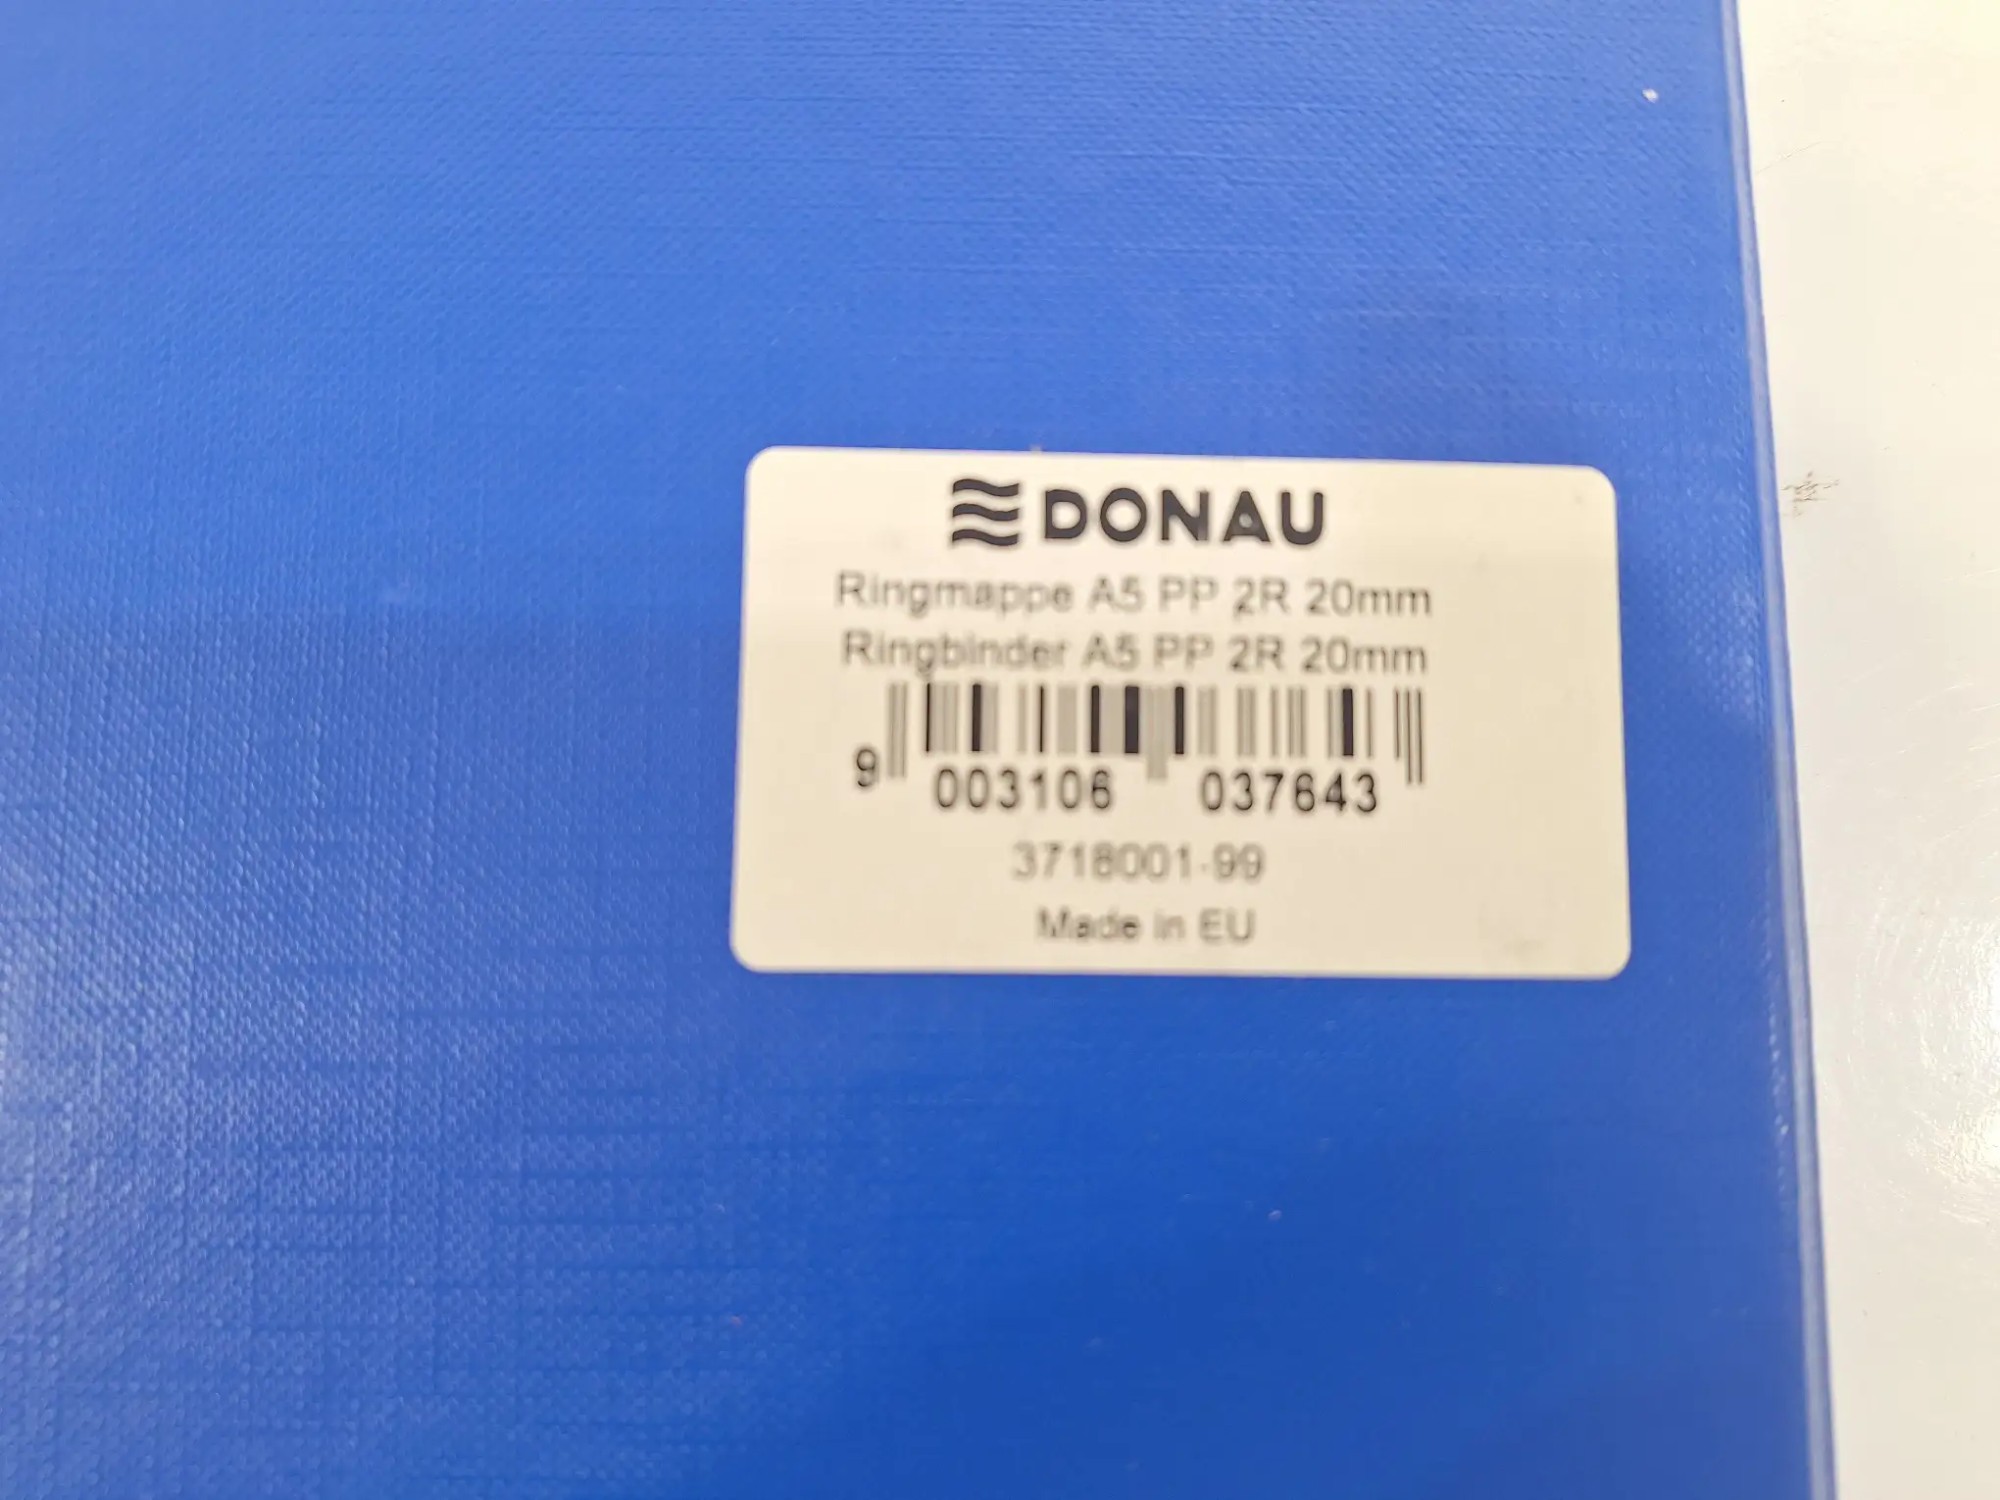 DONAU
Ringmappe A5 PP 2R 20mm
Ringbinder A5 PP 2R 20mm
9 003106 037643
3718001-99
Made in EU